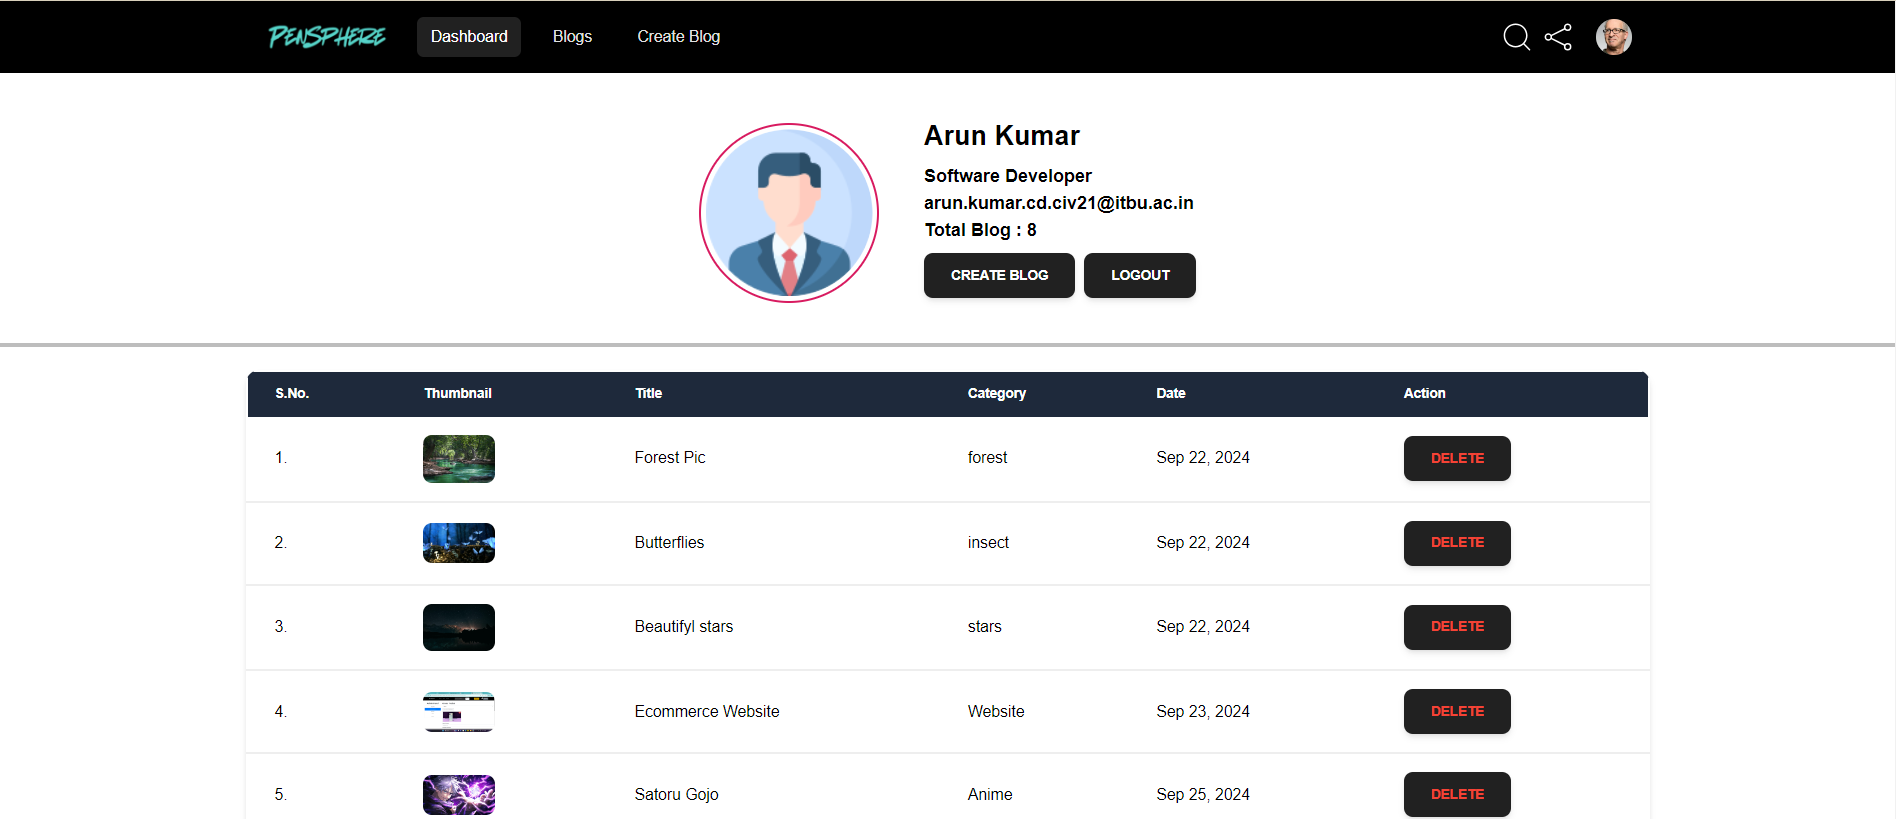 PENSPHERE Dashboard Blogs Create Blog
Arun Kumar
Software Developer
arun.kumar.cd.civ21@itbu.ac.in
Total Blog : 8
CREATE BLOG LOGOUT
S.No. Thumbnail Title Category Date Action
1. Forest Pic forest Sep 22, 2024 DELETE
2. Butterflies insect Sep 22, 2024 DELETE
3. Beautifyl stars stars Sep 22, 2024 DELETE
4. Ecommerce Website Website Sep 23, 2024 DELETE
5. Satoru Gojo Anime Sep 25, 2024 DELETE